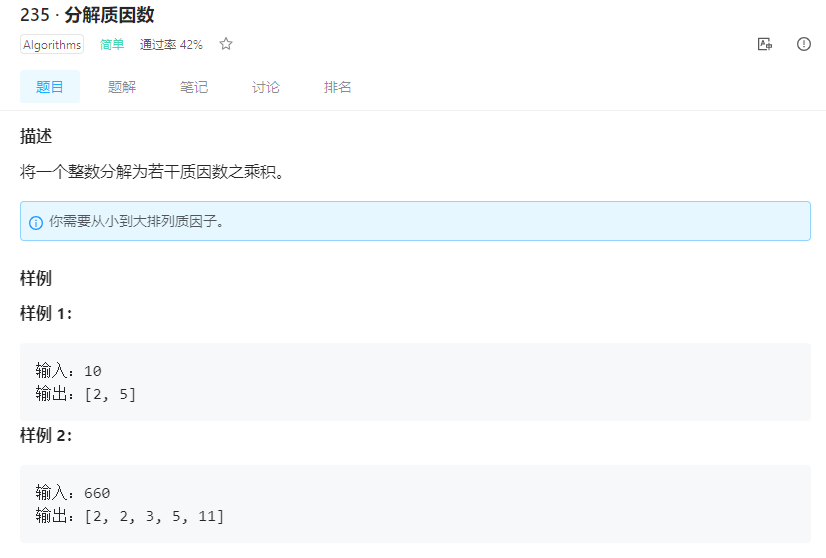 235 · 分解质因数
Algorithms 简单 通过率 42%
题目 题解 笔记 讨论 排名
描述
将一个整数分解为若干质因数之乘积。
你需要从小到大排列质因子。
样例
样例 1：
输入：10
输出：[2, 5]
样例 2：
输入：660
输出：[2, 2, 3, 5, 11]